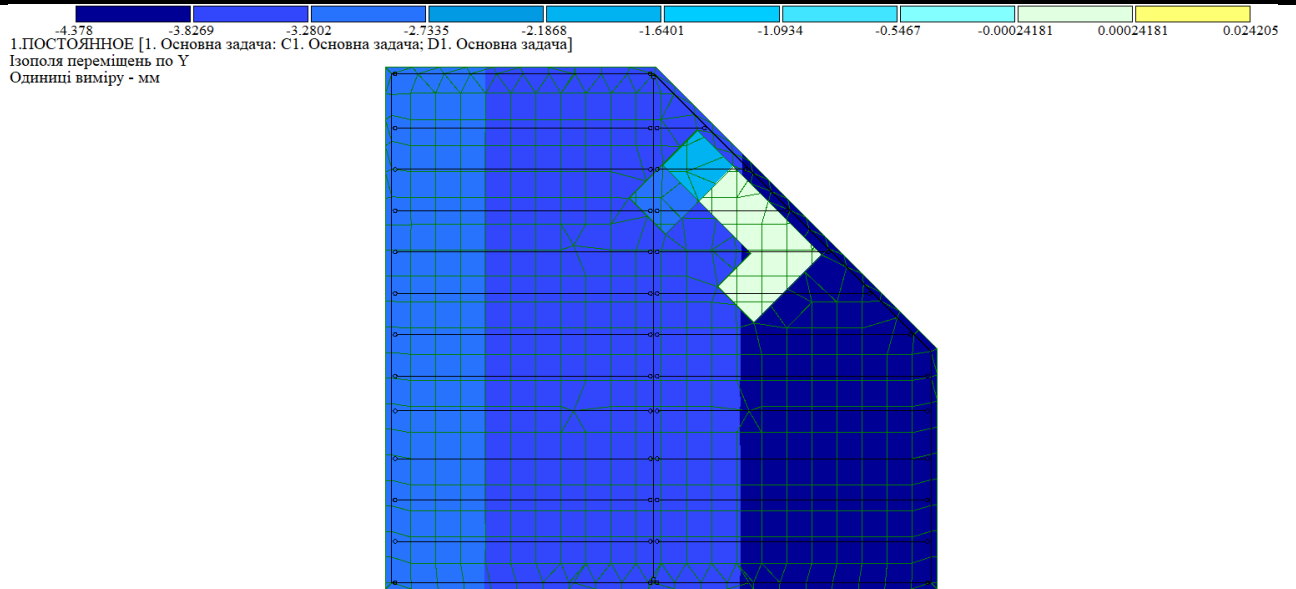 -4.378 -3.8269 -3.2802 -2.7335 -2.1868 -1.6401 -1.0934 -0.5467 -0.00024181 0.00024181 0.024205
1.ПОСТОЯННОЕ [1. Основна задача: C1. Основна задача; D1. Основна задача]
Ізополя переміщень по Y
Одиниці виміру - мм